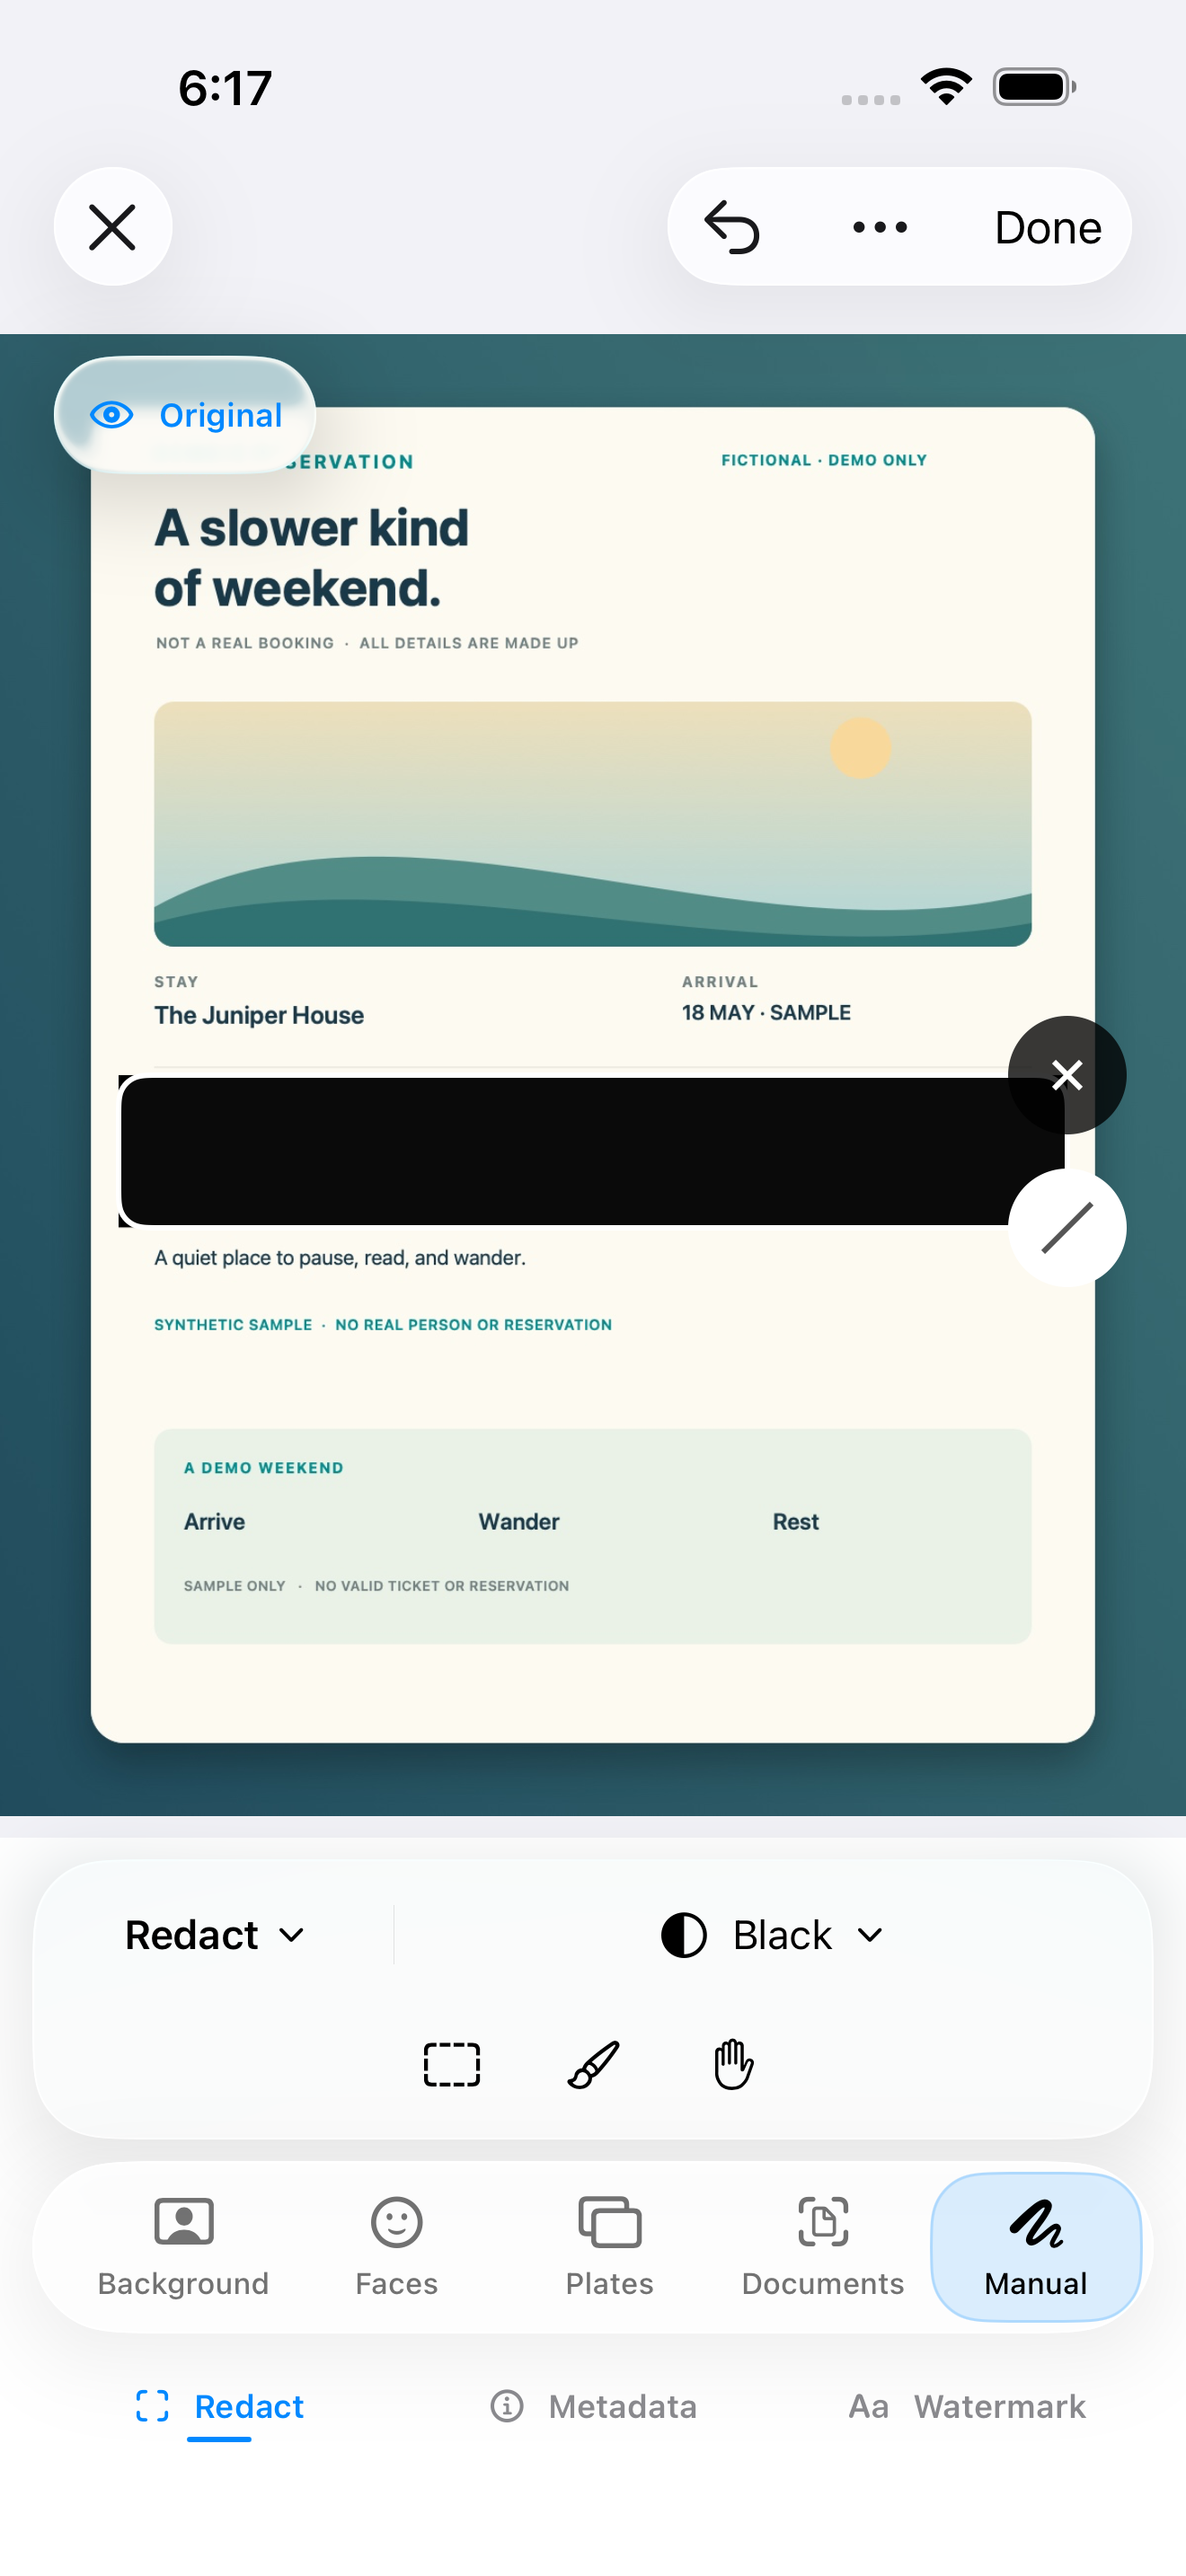 6:17
Done
Original
SERVATION
FICTIONAL · DEMO ONLY
A slower kind
of weekend.
NOT A REAL BOOKING · ALL DETAILS ARE MADE UP
STAY
ARRIVAL
The Juniper House
18 MAY · SAMPLE
A quiet place to pause, read, and wander.
SYNTHETIC SAMPLE · NO REAL PERSON OR RESERVATION
A DEMO WEEKEND
Arrive Wander Rest
SAMPLE ONLY · NO VALID TICKET OR RESERVATION
Redact Black
Background Faces Plates Documents Manual
Redact Metadata Aa Watermark